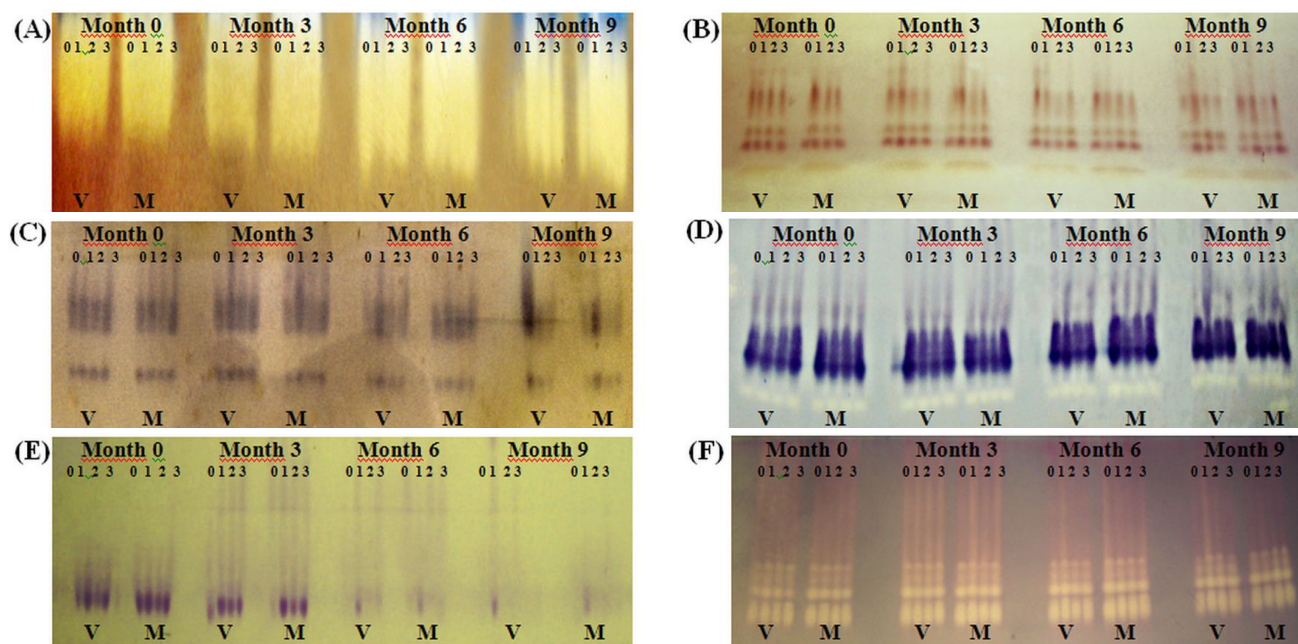 (A) Month 0 Month 3 Month 6 Month 9
0 1 2 3 0 1 2 3 0 1 2 3 0 1 2 3 0 1 2 3 0 1 2 3 0 1 2 3 0 1 2 3
V M V M V M V M
(B) Month 0 Month 3 Month 6 Month 9
0 1 2 3 0 1 2 3 0 1 2 3 0 1 2 3 0 1 2 3 0 1 2 3 0 1 2 3 0 1 2 3
V M V M V M V M
(C) Month 0 Month 3 Month 6 Month 9
0 1 2 3 0 1 2 3 0 1 2 3 0 1 2 3 0 1 2 3 0 1 2 3 0 1 2 3 0 1 2 3
V M V M V M V M
(D) Month 0 Month 3 Month 6 Month 9
0 1 2 3 0 1 2 3 0 1 2 3 0 1 2 3 0 1 2 3 0 1 2 3 0 1 2 3 0 1 2 3
V M V M V M V M
(E) Month 0 Month 3 Month 6 Month 9
0 1 2 3 0 1 2 3 0 1 2 3 0 1 2 3 0 1 2 3 0 1 2 3 0 1 2 3 0 1 2 3
V M V M V M V M
(F) Month 0 Month 3 Month 6 Month 9
0 1 2 3 0 1 2 3 0 1 2 3 0 1 2 3 0 1 2 3 0 1 2 3 0 1 2 3 0 1 2 3
V M V M V M V M